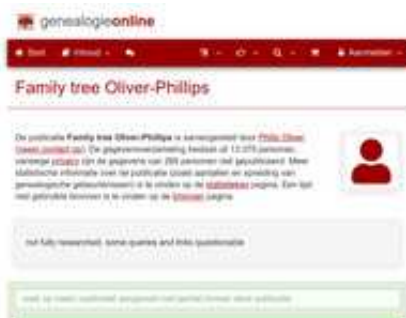 genealogieonline
Start Inhoud Aanmelden
Family tree Oliver-Phillips
De publicatie Family tree Oliver-Phillips is samengesteld door Philip Oliver
(neem contact op). De gegevensverzameling bestaat uit personen,
vanwege privacy zijn de gegevens van personen niet gepubliceerd. Meer
statistische informatie over de publicatie (zoals aantallen en spreiding van
genealogische gebeurtenissen) is te vinden op de statistieken pagina. Een lijst
met gebruikte bronnen is te vinden op de bronnen pagina.
not fully researched, some queries and links questionable